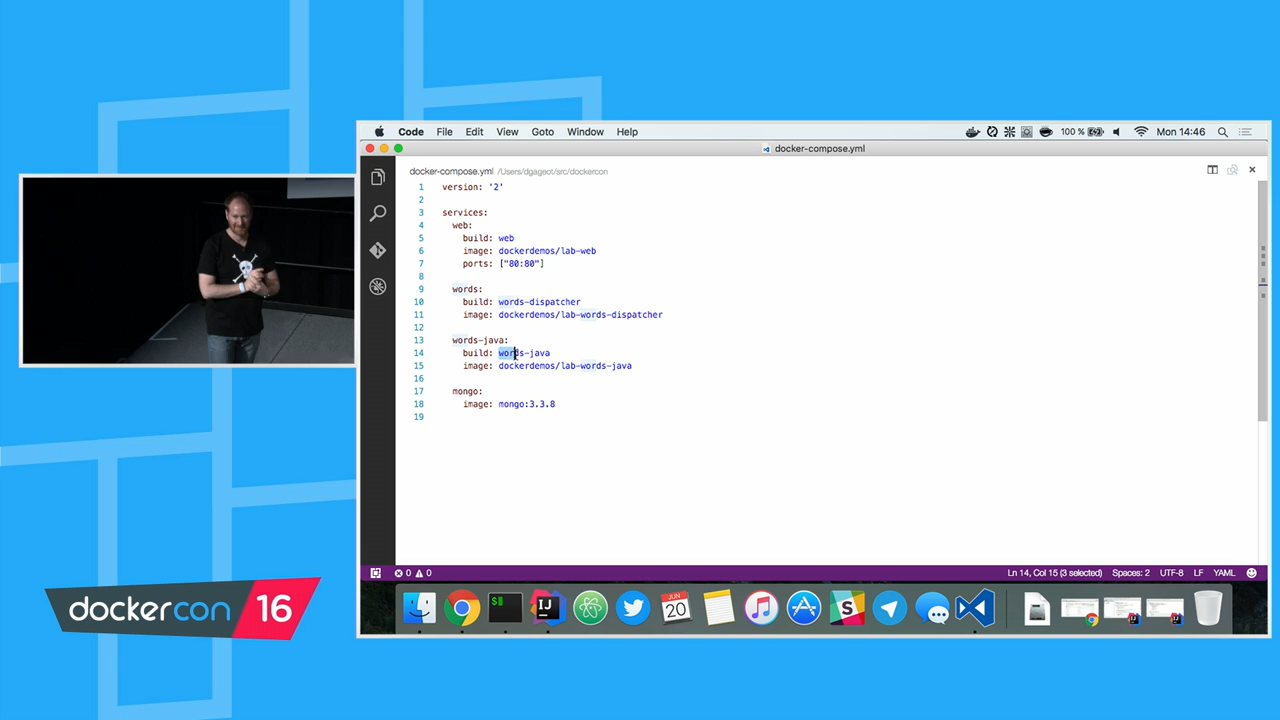 Code File Edit View Goto Window Help 100 % Mon 14:46
docker-compose.yml
docker-compose.yml /Users/dgageot/src/dockercon
1 version: '2'
2
3 services:
4 web:
5 build: web
6 image: dockerdemos/lab-web
7 ports: ["80:80"]
8
9 words:
10 build: words-dispatcher
11 image: dockerdemos/lab-words-dispatcher
12
13 words-java:
14 build: words-java
15 image: dockerdemos/lab-words-java
16
17 mongo:
18 image: mongo:3.3.8
19
0 0 Ln 14, Col 15 (3 selected) Spaces: 2 UTF-8 LF YAML
$ IJ JUN 20 S
dockercon 16